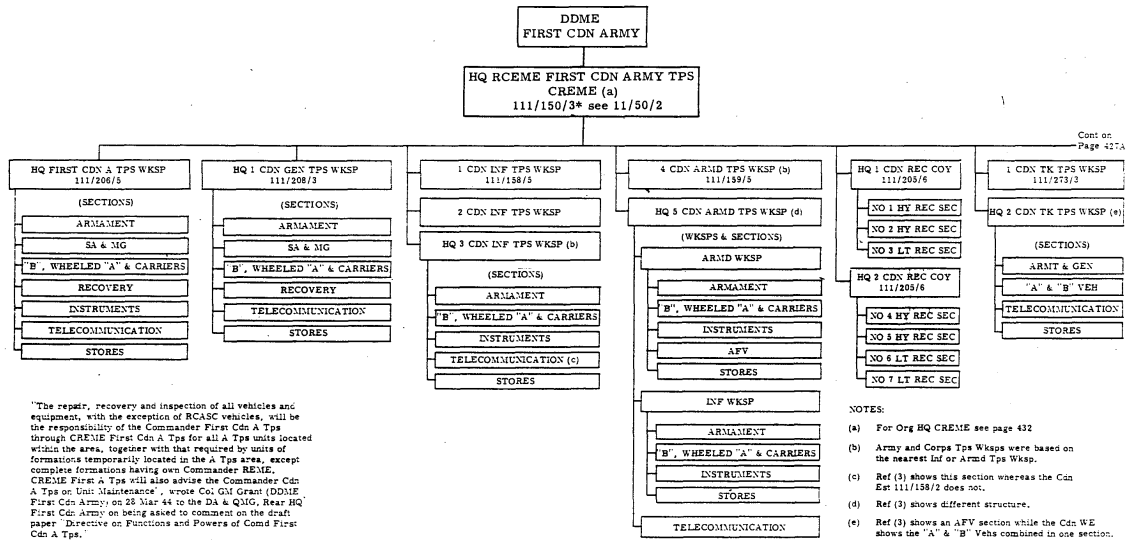 DDME
FIRST CDN ARMY
HQ RCEME FIRST CDN ARMY TPS
CREME (a)
111/150/3* see 11/50/2
Cont on
Page 427A
HQ FIRST CDN A TPS WKSP
111/206/5
(SECTIONS)
ARMAMENT
SA & MG
"B", WHEELED "A" & CARRIERS
RECOVERY
INSTRUMENTS
TELECOMMUNICATION
STORES
HQ 1 CDN GEN TPS WKSP
111/208/3
(SECTIONS)
ARMAMENT
SA & MG
"B", WHEELED "A" & CARRIERS
RECOVERY
TELECOMMUNICATION
STORES
1 CDN INF TPS WKSP
111/158/5
2 CDN INF TPS WKSP
HQ 3 CDN INF TPS WKSP (b)
(SECTIONS)
ARMAMENT
"B", WHEELED "A" & CARRIERS
INSTRUMENTS
TELECOMMUNICATION (c)
STORES
4 CDN ARMD TPS WKSP (b)
111/159/5
HQ 5 CDN ARMD TPS WKSP (d)
(WKSPS & SECTIONS)
ARMD WKSP
ARMAMENT
"B", WHEELED "A" & CARRIERS
INSTRUMENTS
AFV
STORES
INF WKSP
ARMAMENT
"B", WHEELED "A" & CARRIERS
INSTRUMENTS
STORES
TELECOMMUNICATION
HQ 1 CDN REC COY
111/205/6
NO 1 HY REC SEC
NO 2 HY REC SEC
NO 3 LT REC SEC
HQ 2 CDN REC COY
111/205/6
NO 4 HY REC SEC
NO 5 HY REC SEC
NO 6 LT REC SEC
NO 7 LT REC SEC
1 CDN TK TPS WKSP
111/273/3
HQ 2 CDN TK TPS WKSP (e)
(SECTIONS)
ARMT & GEN
"A" & "B" VEH
TELECOMMUNICATION
STORES
"The repair, recovery and inspection of all vehicles and
equipment, with the exception of RCASC vehicles, will be
the responsibility of the Commander First Cdn A Tps
through CREME First Cdn A Tps for all A Tps units located
within the area, together with that required by units of
formations temporarily located in the A Tps area, except
complete formations having own Commander REME.
CREME First A Tps will also advise the Commander Cdn
A Tps on Unit Maintenance", wrote Col GM Grant (DDME
First Cdn Army) on 28 Mar 44 to the DA & QMG, Rear HQ
First Cdn Army on being asked to comment on the draft
paper "Directive on Functions and Powers of Comd First
Cdn A Tps."
NOTES:
(a) For Org HQ CREME see page 432
(b) Army and Corps Tps Wksps were based on
the nearest Inf or Armd Tps Wksp.
(c) Ref (3) shows this section whereas the Cdn
Est 111/158/2 does not.
(d) Ref (3) shows different structure.
(e) Ref (3) shows an AFV section while the Cdn WE
shows the "A" & "B" Vehs combined in one section.